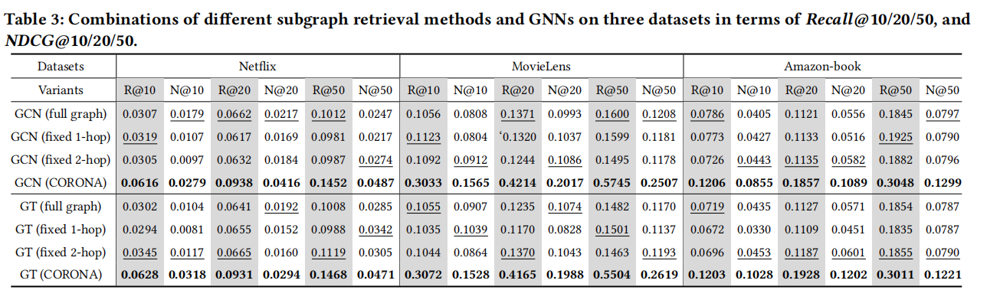 Table 3: Combinations of different subgraph retrieval methods and GNNs on three datasets in terms of Recall@10/20/50, and
NDCG@10/20/50.
Datasets Netflix MovieLens Amazon-book
Variants R@10 N@10 R@20 N@20 R@50 N@50 R@10 N@10 R@20 N@20 R@50 N@50 R@10 N@10 R@20 N@20 R@50 N@50
GCN (full graph) 0.0307 0.0179 0.0662 0.0217 0.1012 0.0247 0.1056 0.0808 0.1371 0.0993 0.1600 0.1208 0.0786 0.0405 0.1121 0.0556 0.1845 0.0797
GCN (fixed 1-hop) 0.0319 0.0107 0.0617 0.0169 0.0981 0.0217 0.1123 0.0804 ‘0.1320 0.1037 0.1599 0.1181 0.0773 0.0427 0.1133 0.0516 0.1925 0.0790
GCN (fixed 2-hop) 0.0305 0.0097 0.0632 0.0184 0.0987 0.0274 0.1092 0.0912 0.1244 0.1086 0.1495 0.1178 0.0726 0.0443 0.1135 0.0582 0.1882 0.0796
GCN (CORONA) 0.0616 0.0279 0.0938 0.0416 0.1452 0.0487 0.3033 0.1565 0.4214 0.2017 0.5745 0.2507 0.1206 0.0855 0.1857 0.1089 0.3048 0.1299
GT (full graph) 0.0302 0.0104 0.0641 0.0192 0.1008 0.0285 0.1055 0.0907 0.1235 0.1074 0.1482 0.1170 0.0719 0.0435 0.1127 0.0571 0.1854 0.0787
GT (fixed 1-hop) 0.0294 0.0081 0.0655 0.0152 0.0988 0.0342 0.1035 0.1039 0.1170 0.0828 0.1501 0.1137 0.0672 0.0330 0.1109 0.0451 0.1835 0.0787
GT (fixed 2-hop) 0.0345 0.0117 0.0665 0.0160 0.1119 0.0305 0.1044 0.0864 0.1370 0.1043 0.1463 0.1193 0.0696 0.0453 0.1187 0.0601 0.1855 0.0790
GT (CORONA) 0.0628 0.0318 0.0931 0.0294 0.1468 0.0471 0.3072 0.1528 0.4165 0.1988 0.5504 0.2619 0.1203 0.1028 0.1928 0.1202 0.3011 0.1221